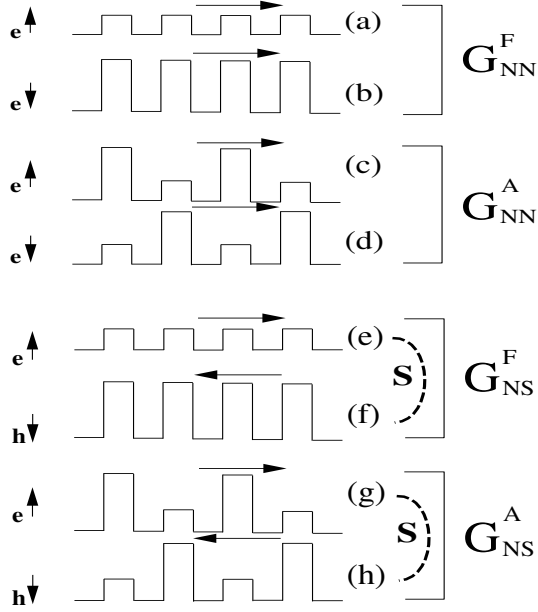 e (a)
G^F_NN
e (b)
e (c)
G^A_NN
e (d)
e (e)
S G^F_NS
h (f)
e (g)
S G^A_NS
h (h)